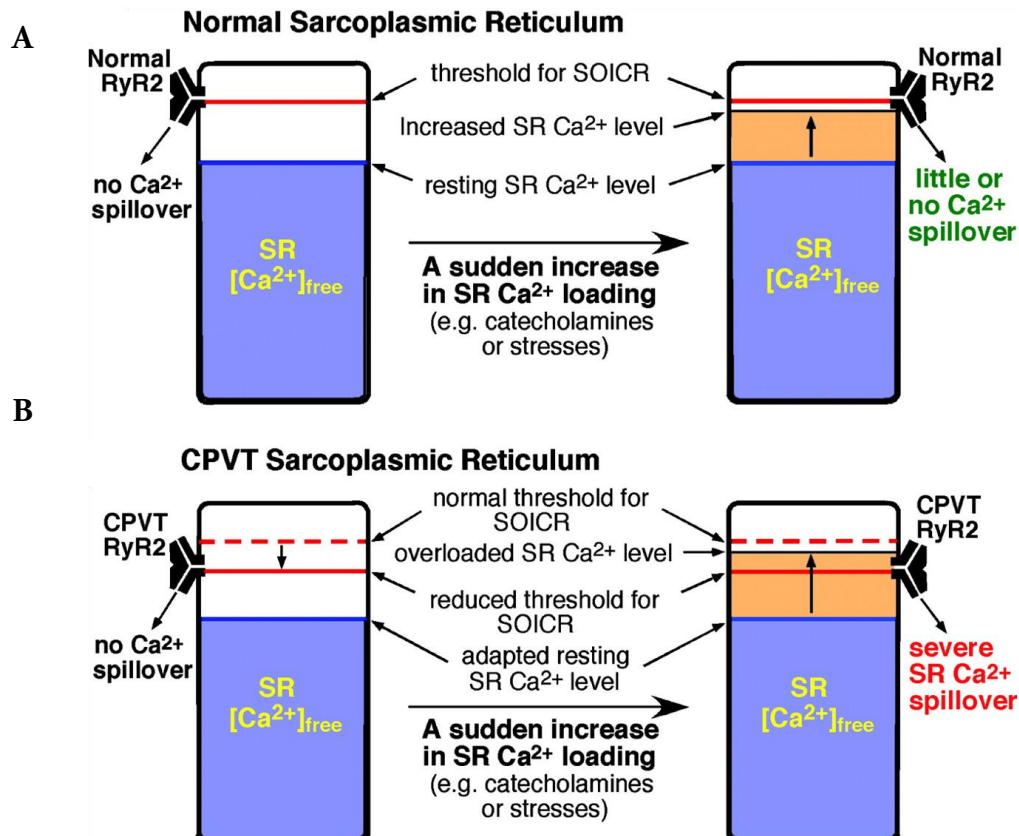 A
Normal Sarcoplasmic Reticulum
Normal
RyR2
threshold for SOICR
Normal
RyR2
Increased SR Ca²⁺ level
no Ca²⁺
spillover
resting SR Ca²⁺ level
little or
no Ca²⁺
spillover
SR
[Ca²⁺]free
A sudden increase
in SR Ca²⁺ loading
(e.g. catecholamines
or stresses)
SR
[Ca²⁺]free
B
CPVT Sarcoplasmic Reticulum
CPVT
RyR2
normal threshold for
SOICR
CPVT
RyR2
overloaded SR Ca²⁺ level
reduced threshold for
SOICR
no Ca²⁺
spillover
adapted resting
SR Ca²⁺ level
severe
SR Ca²⁺
spillover
SR
[Ca²⁺]free
A sudden increase
in SR Ca²⁺ loading
(e.g. catecholamines
or stresses)
SR
[Ca²⁺]free